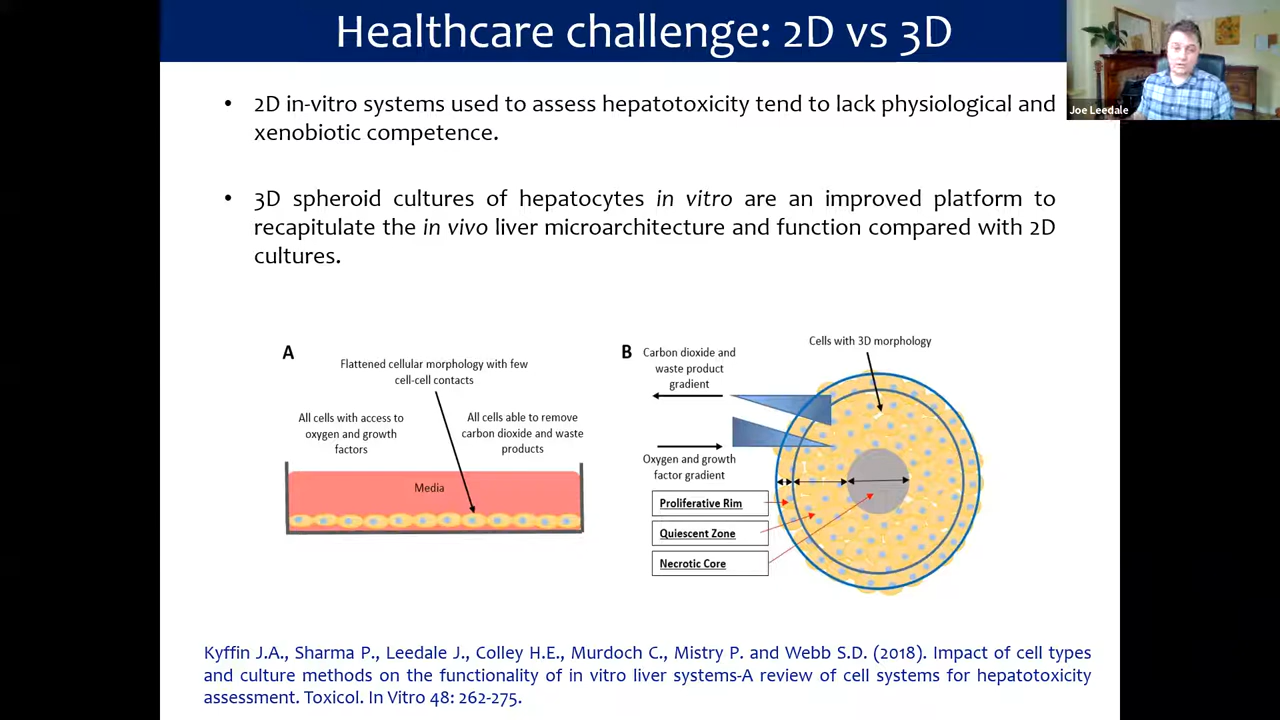 Healthcare challenge: 2D vs 3D
Joe Leedale
• 2D in-vitro systems used to assess hepatotoxicity tend to lack physiological and
xenobiotic competence.
• 3D spheroid cultures of hepatocytes in vitro are an improved platform to
recapitulate the in vivo liver microarchitecture and function compared with 2D
cultures.
A
Flattened cellular morphology with few
cell-cell contacts
All cells with access to
oxygen and growth
factors
All cells able to remove
carbon dioxide and waste
products
Media
B
Carbon dioxide and
waste product
gradient
Cells with 3D morphology
Oxygen and growth
factor gradient
Proliferative Rim
Quiescent Zone
Necrotic Core
Kyffin J.A., Sharma P., Leedale J., Colley H.E., Murdoch C., Mistry P. and Webb S.D. (2018). Impact of cell types
and culture methods on the functionality of in vitro liver systems-A review of cell systems for hepatotoxicity
assessment. Toxicol. In Vitro 48: 262-275.